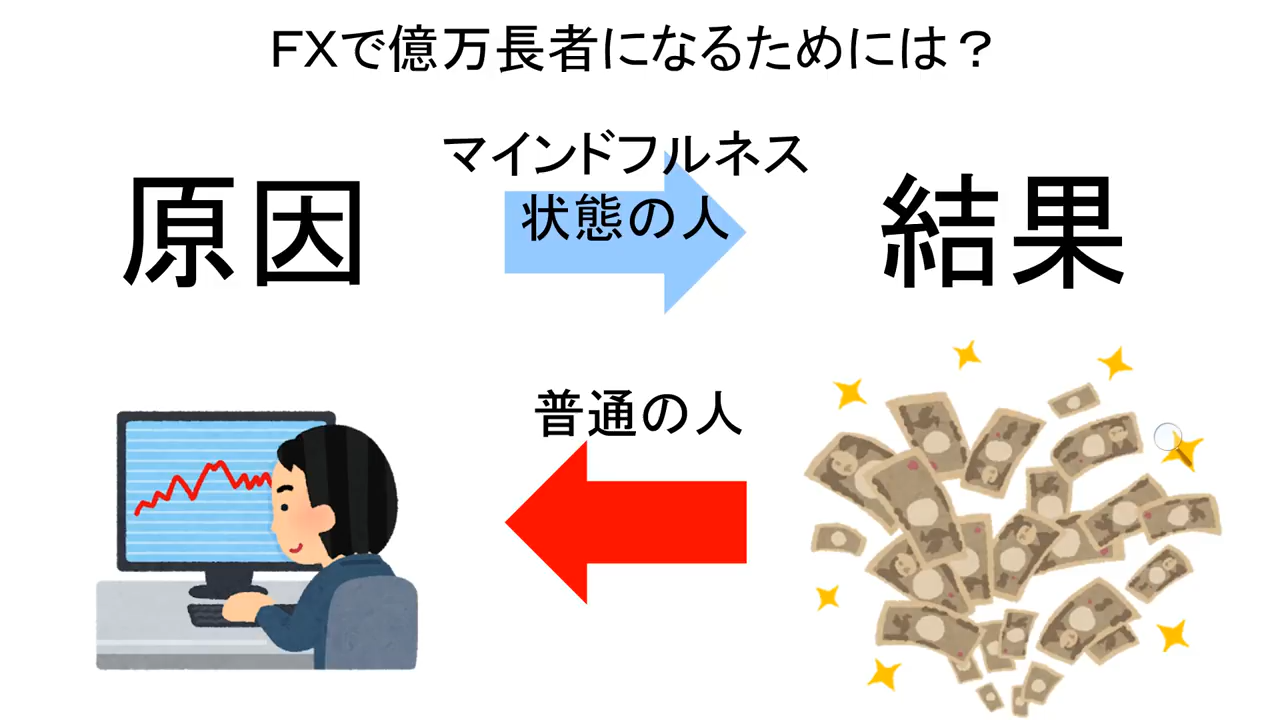 ＦＸで億万長者になるためには？
マインドフルネス
状態の人
原因
結果
普通の人